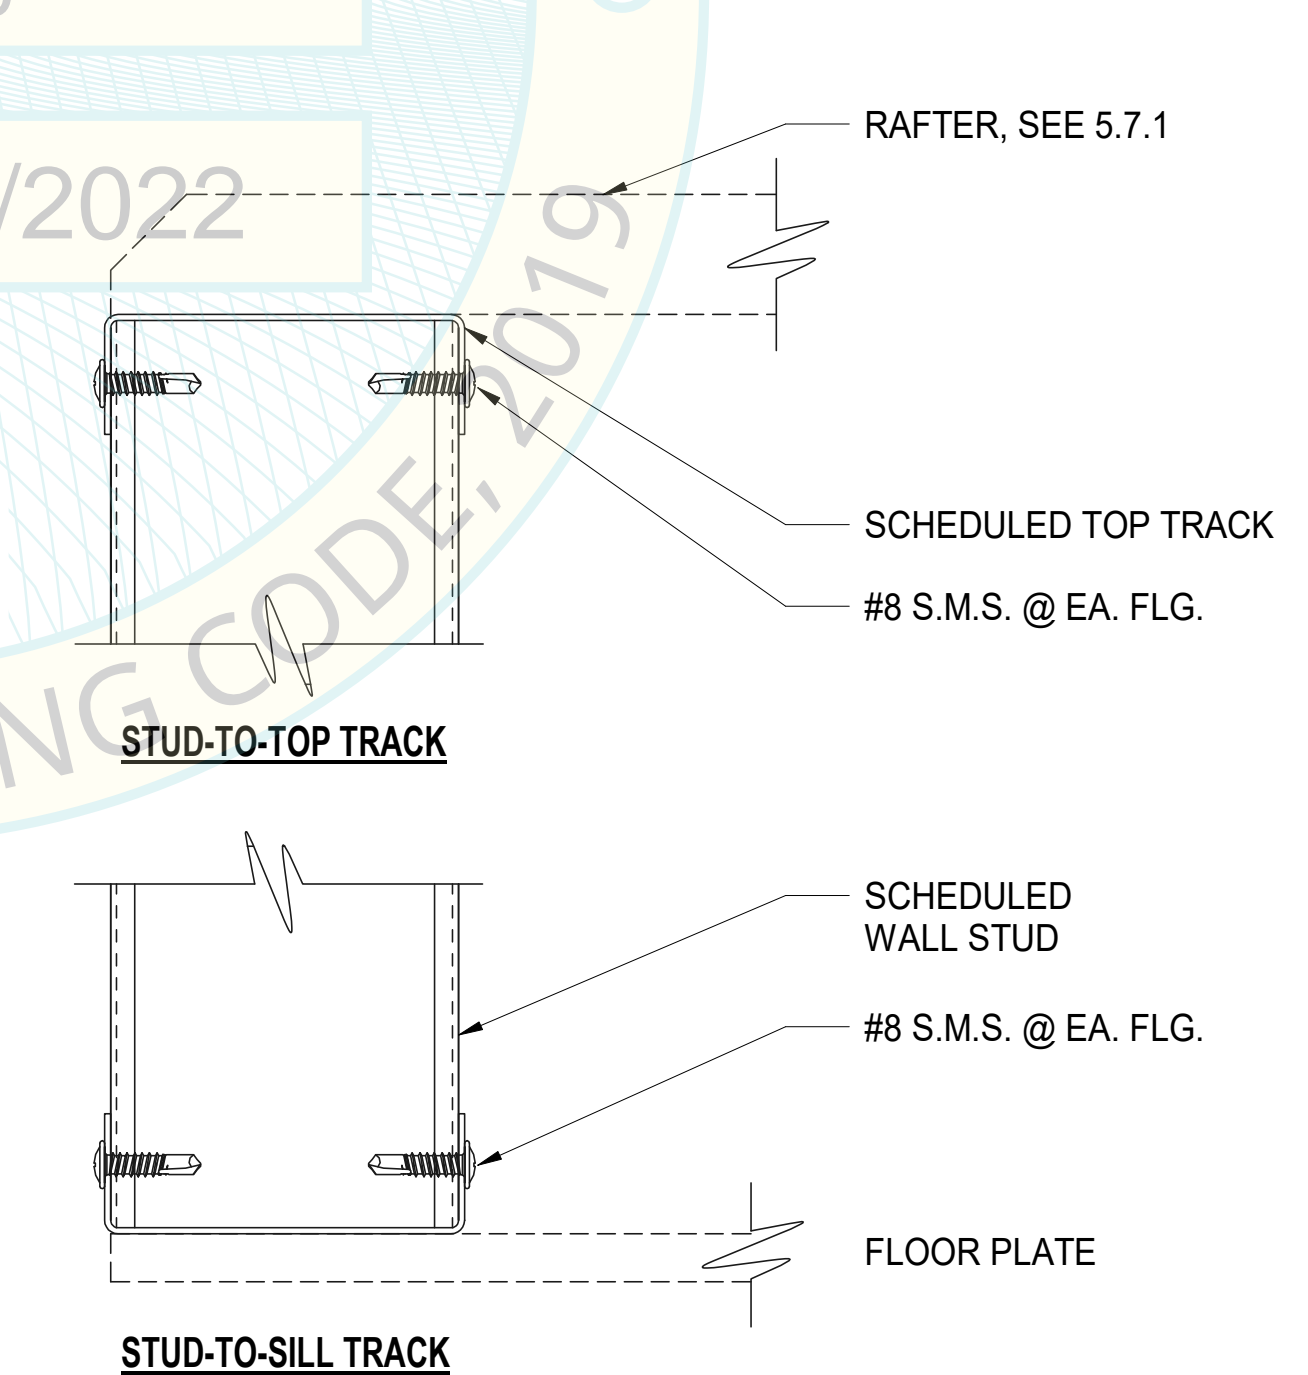 RAFTER, SEE 5.7.1
/2022
SCHEDULED TOP TRACK
#8 S.M.S. @ EA. FLG.
NG CODE, 2019
STUD-TO-TOP TRACK
SCHEDULED
WALL STUD
#8 S.M.S. @ EA. FLG.
FLOOR PLATE
STUD-TO-SILL TRACK